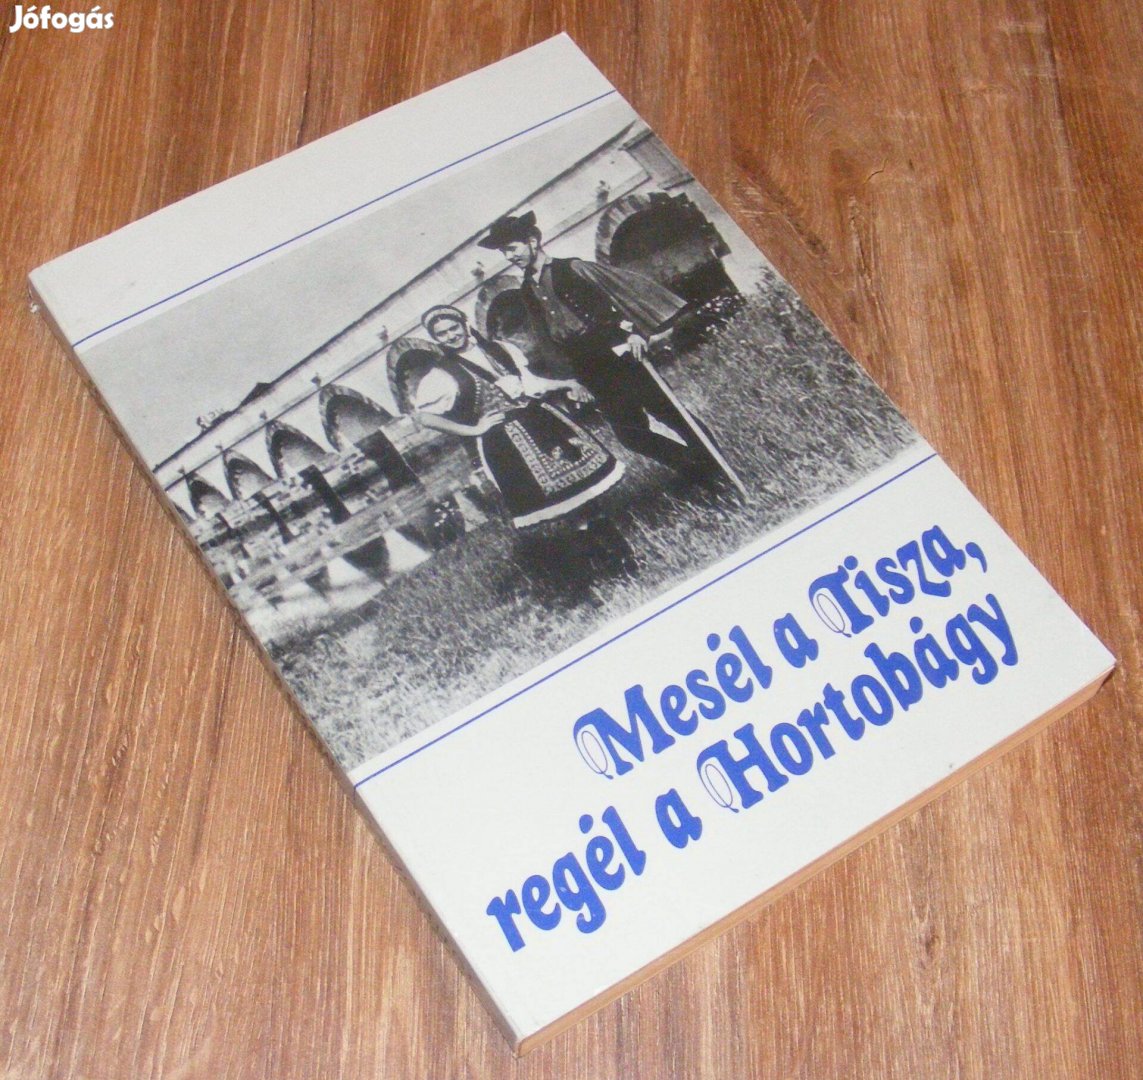 Jófogás
Mesél a Tisza,
regél a Hortobágy